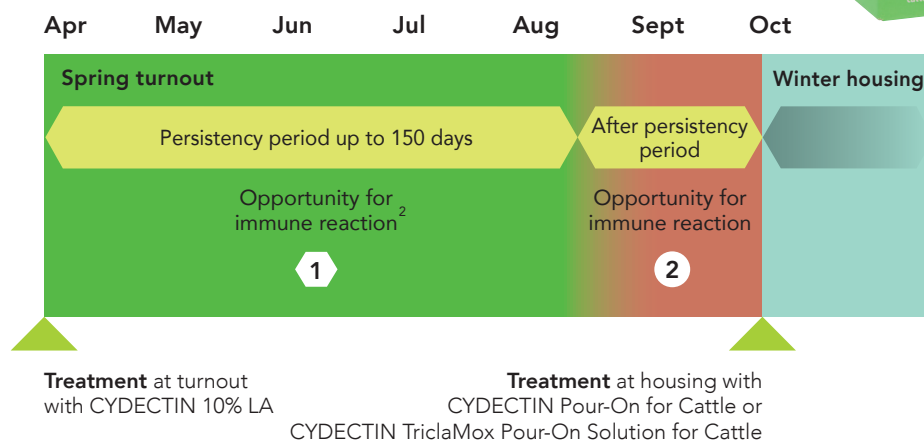 Apr May Jun Jul Aug Sept Oct
Spring turnout
Winter housing
Persistency period up to 150 days
After persistency
period
Opportunity for
immune reaction2
Opportunity for
immune reaction
1
2
Treatment at turnout
with CYDECTIN 10% LA
Treatment at housing with
CYDECTIN Pour-On for Cattle or
CYDECTIN TriclaMox Pour-On Solution for Cattle